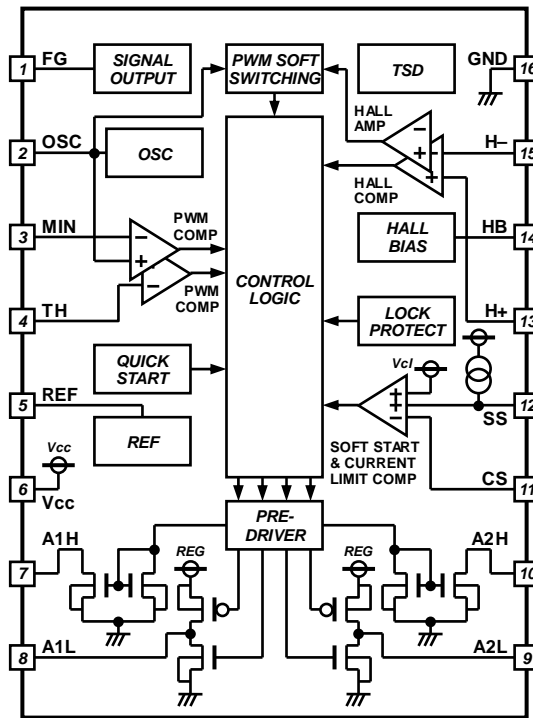 1
FG
SIGNAL
OUTPUT
PWM SOFT
SWITCHING
TSD
GND
16
2
OSC
OSC
HALL
AMP
H–
15
–
+
+
HALL
COMP
3
MIN
–
+
PWM
COMP
CONTROL
LOGIC
HALL
BIAS
HB
14
4
TH
–
PWM
COMP
LOCK
PROTECT
H+
13
QUICK
START
5
REF
REF
Vcl
+
+
–
SS
12
SOFT START
& CURRENT
LIMIT COMP
CS
11
Vcc
6
Vcc
PRE-
DRIVER
7
A1H
REG
REG
A2H
10
8
A1L
A2L
9